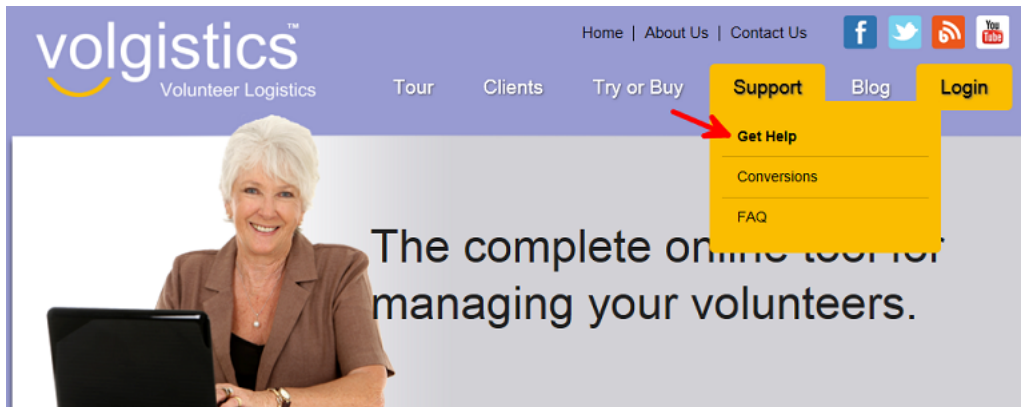 volgistics™
Volunteer Logistics
Home | About Us | Contact Us
f
You
Tube
Tour Clients Try or Buy Support Blog Login
Get Help
Conversions
FAQ
The complete online tool for
managing your volunteers.